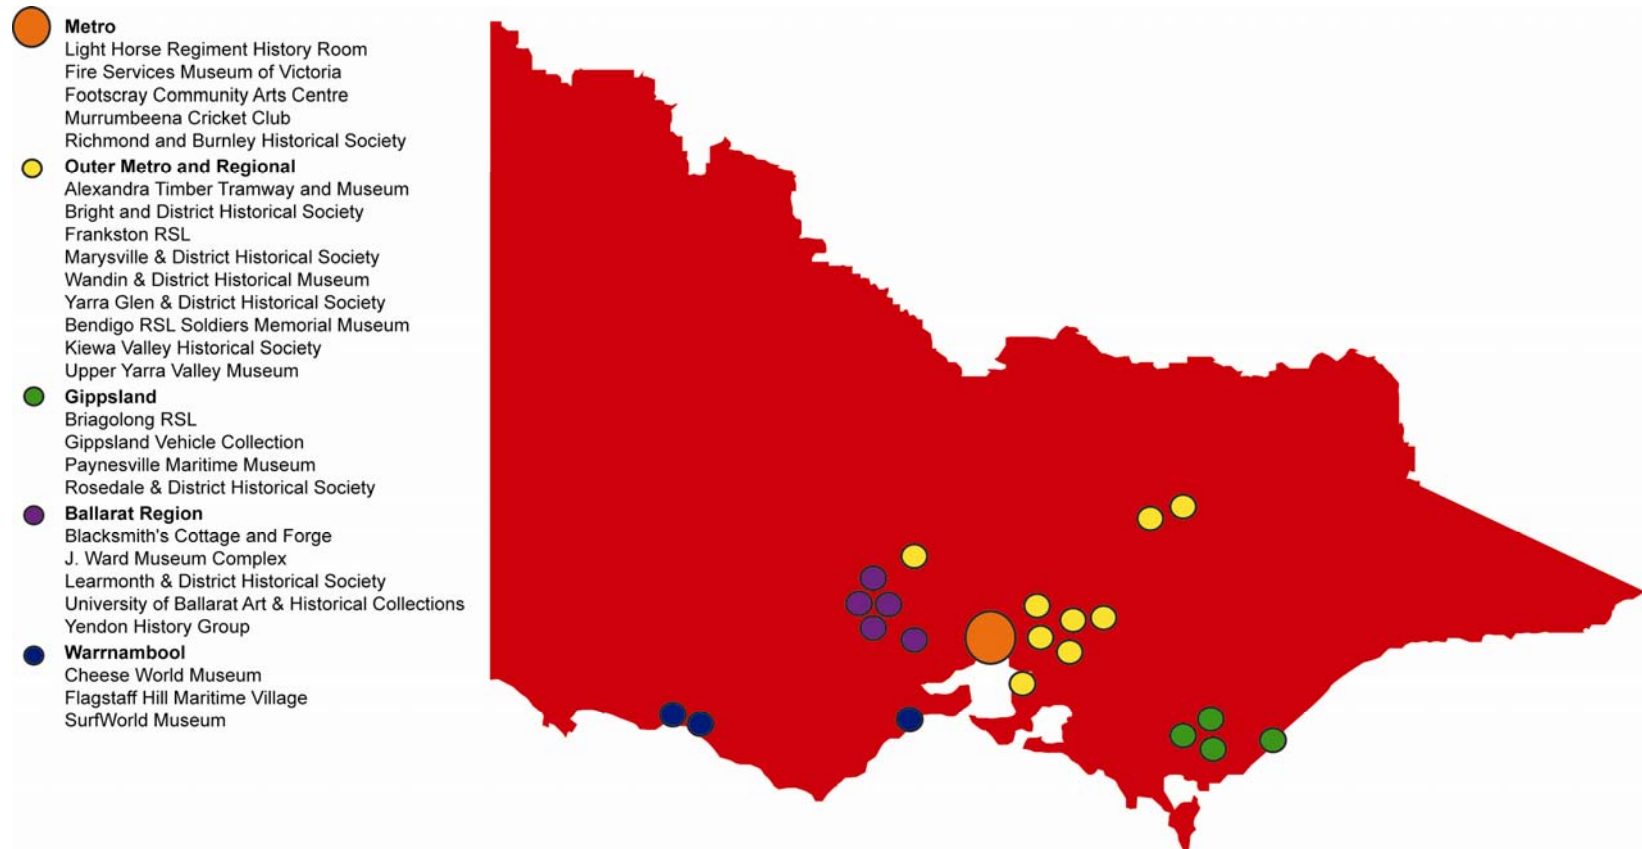 Metro
Light Horse Regiment History Room
Fire Services Museum of Victoria
Footscray Community Arts Centre
Murrumbeena Cricket Club
Richmond and Burnley Historical Society
Outer Metro and Regional
Alexandra Timber Tramway and Museum
Bright and District Historical Society
Frankston RSL
Marysville & District Historical Society
Wandin & District Historical Museum
Yarra Glen & District Historical Society
Bendigo RSL Soldiers Memorial Museum
Kiewa Valley Historical Society
Upper Yarra Valley Museum
Gippsland
Briagolong RSL
Gippsland Vehicle Collection
Paynesville Maritime Museum
Rosedale & District Historical Society
Ballarat Region
Blacksmith's Cottage and Forge
J. Ward Museum Complex
Learmonth & District Historical Society
University of Ballarat Art & Historical Collections
Yendon History Group
Warrnambool
Cheese World Museum
Flagstaff Hill Maritime Village
SurfWorld Museum